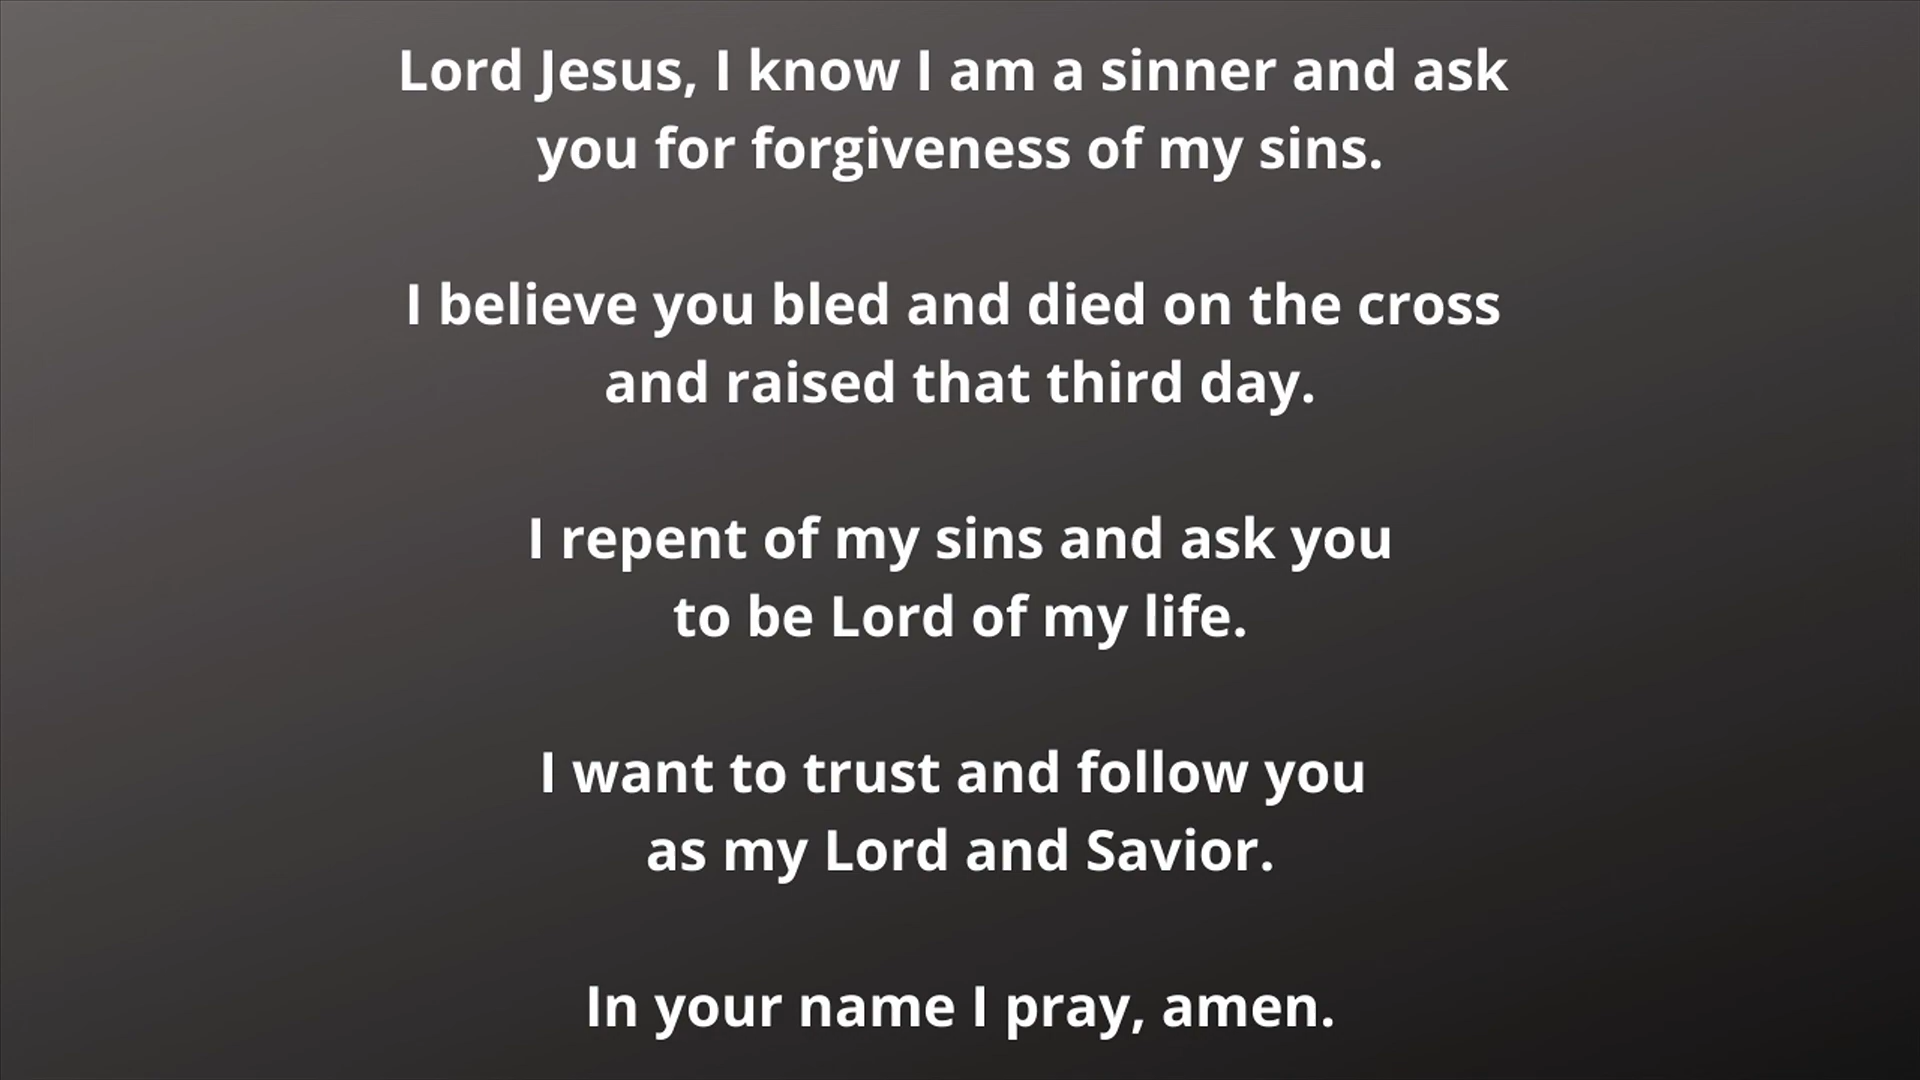 Lord Jesus, I know I am a sinner and ask
you for forgiveness of my sins.
I believe you bled and died on the cross
and raised that third day.
I repent of my sins and ask you
to be Lord of my life.
I want to trust and follow you
as my Lord and Savior.
In your name I pray, amen.